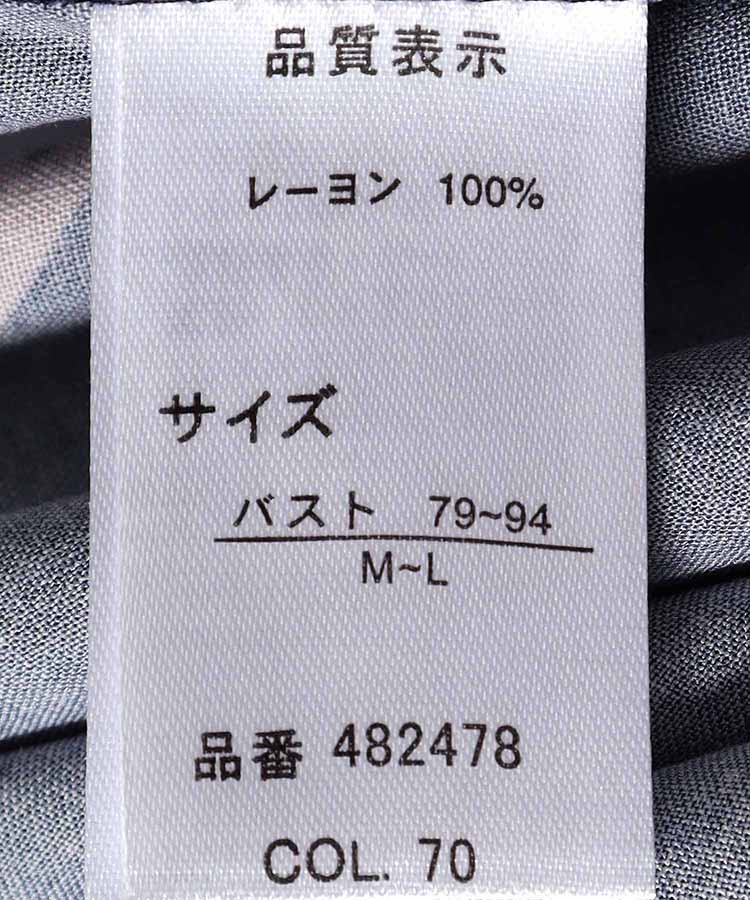 品質表示
レーヨン 100%
サイズ
バスト 79~94
M~L
品番 482478
COL. 70